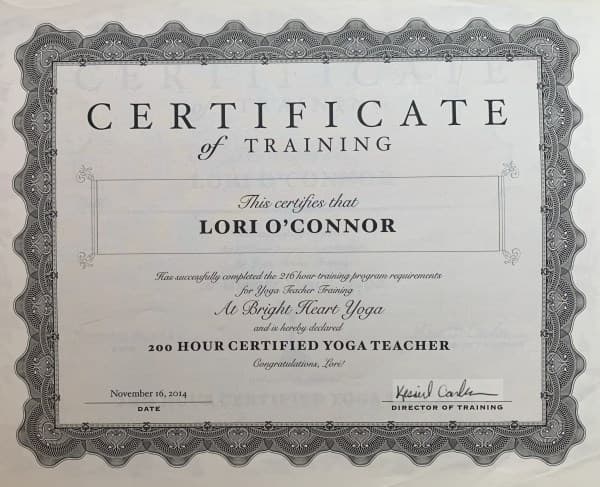 CERTIFICATE
of TRAINING
This certifies that
LORI O'CONNOR
Has successfully completed the 216 hour training program requirements
for Yoga Teacher Training
At Bright Heart Yoga
and is hereby declared
200 HOUR CERTIFIED YOGA TEACHER
Congratulations, Lori!
November 16, 2014
DATE
DIRECTOR OF TRAINING